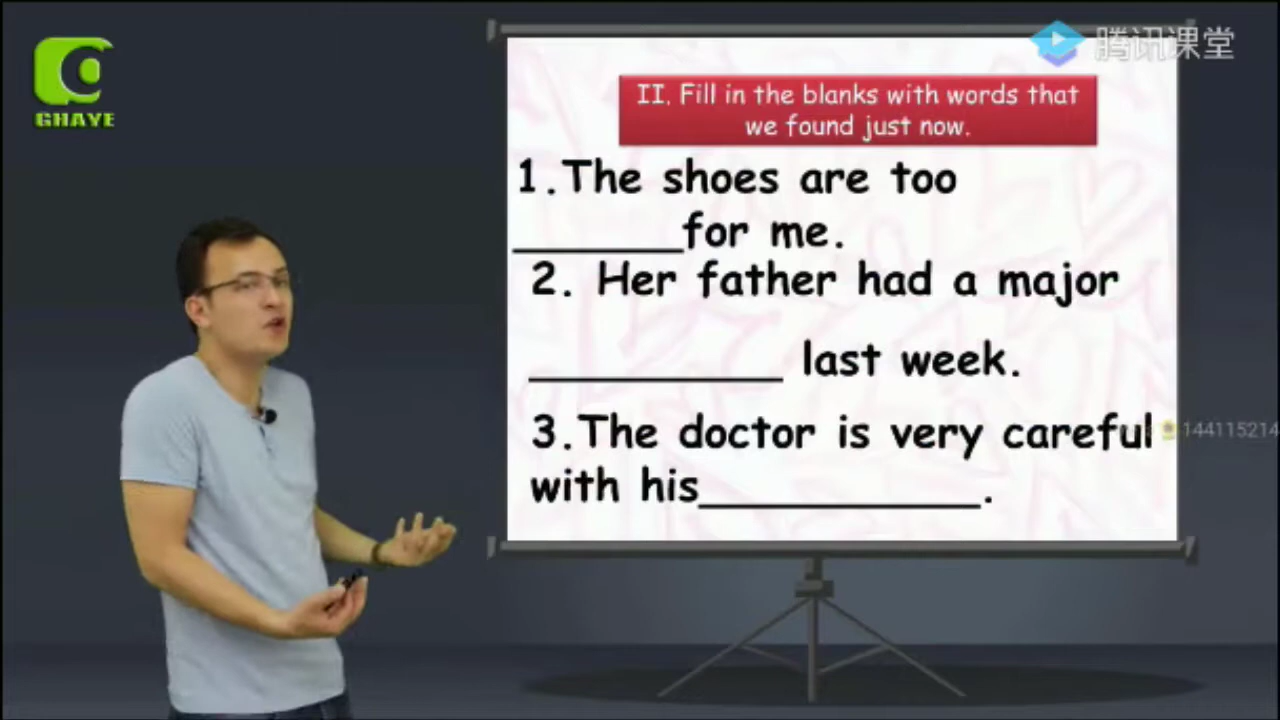 GHAYE
腾讯课堂
II. Fill in the blanks with words that
we found just now.
1.The shoes are too
_______for me.
2. Her father had a major
__________ last week.
3.The doctor is very careful
with his___________.
144115214